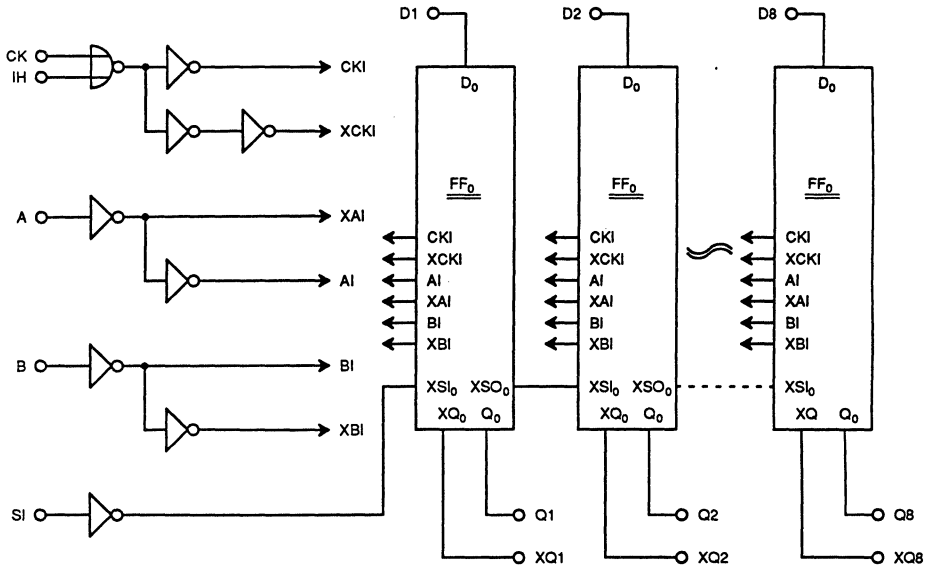 D1 D2 D8
CK
IH
CKI
XCKI
D₀ D₀ D₀
FF₀ FF₀ FF₀
A
XAI
AI
B
BI
XBI
SI
CKI CKI CKI
XCKI XCKI XCKI
AI AI AI
XAI XAI XAI
BI BI BI
XBI XBI XBI
XSI₀ XSO₀ XSI₀ XSO₀ XSI₀
XQ₀ Q₀ XQ₀ Q₀ XQ Q₀
Q1 Q2 Q8
XQ1 XQ2 XQ8